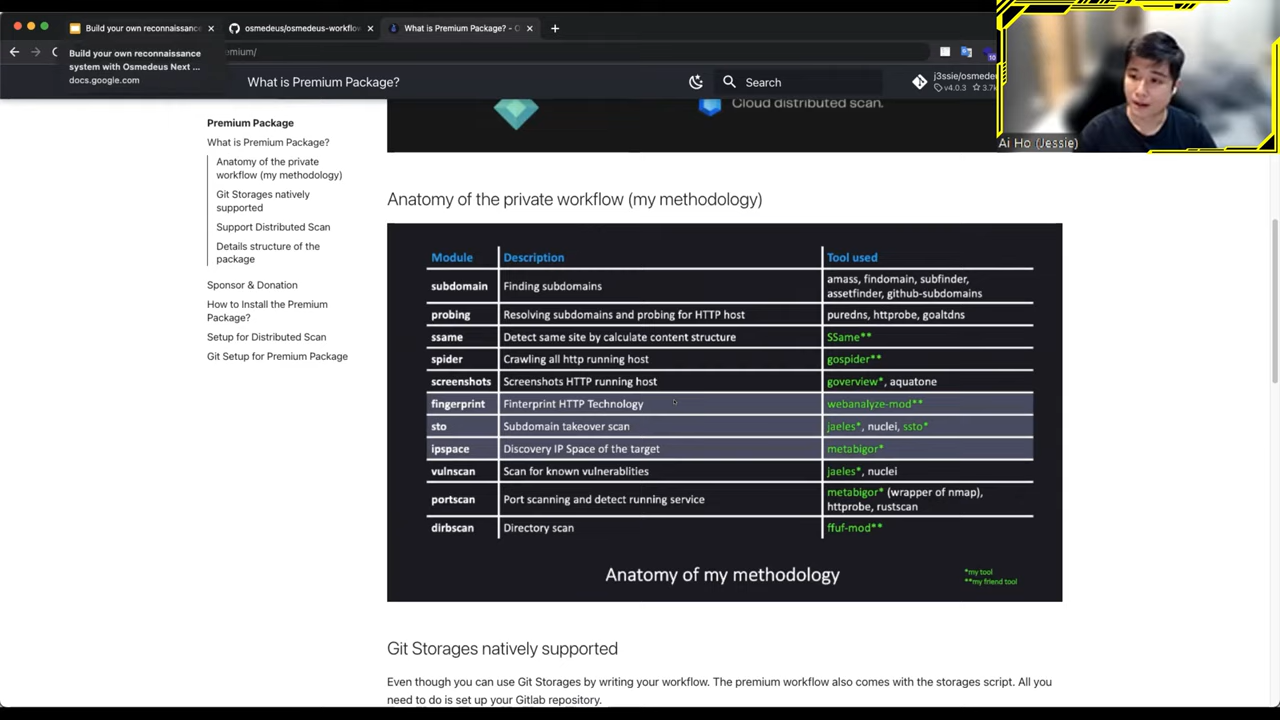 Build your own reconnaissance
osmedeus/osmedeus-workflow
What is Premium Package? - O
emium/
Build your own reconnaissance
system with Osmedeus Next ...
docs.google.com
What is Premium Package?
Search
j3ssie/osmede
v4.0.3 3.7
Cloud distributed scan.
Ai Ho (Jessie)
Premium Package
What is Premium Package?
Anatomy of the private
workflow (my methodology)
Git Storages natively
supported
Support Distributed Scan
Details structure of the
package
Sponsor & Donation
How to Install the Premium
Package?
Setup for Distributed Scan
Git Setup for Premium Package
Anatomy of the private workflow (my methodology)
Module Description Tool used
subdomain Finding subdomains amass, findomain, subfinder,
assetfinder, github-subdomains
probing Resolving subdomains and probing for HTTP host puredns, httprobe, goaltdns
ssame Detect same site by calculate content structure SSame**
spider Crawling all http running host gospider**
screenshots Screenshots HTTP running host goverview*, aquatone
fingerprint Finterprint HTTP Technology webanalyze-mod**
sto Subdomain takeover scan jaeles*, nuclei, ssto*
ipspace Discovery IP Space of the target metabigor*
vulnscan Scan for known vulnerablities jaeles*, nuclei
portscan Port scanning and detect running service metabigor* (wrapper of nmap),
httprobe, rustscan
dirbscan Directory scan ffuf-mod**
Anatomy of my methodology
*my tool
**my friend tool
Git Storages natively supported
Even though you can use Git Storages by writing your workflow. The premium workflow also comes with the storages script. All you
need to do is set up your Gitlab repository.